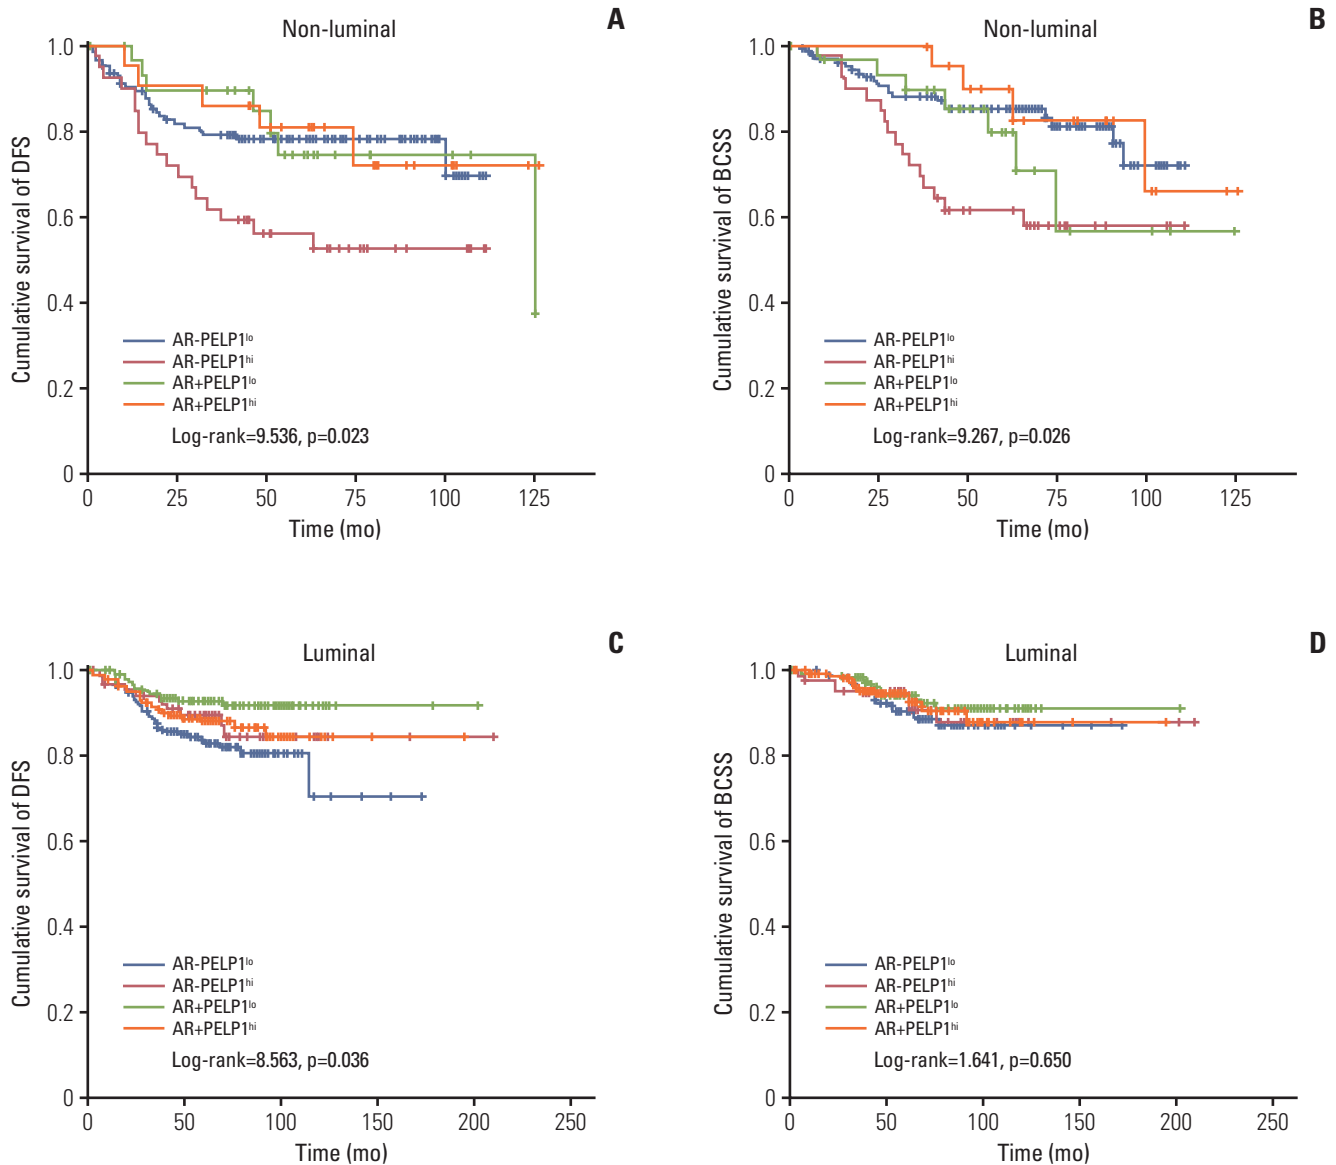 A
Non-luminal
Cumulative survival of DFS
1.0
0.8
0.6
0.4
0.2
0
AR-PELP1lo
AR-PELP1hi
AR+PELP1lo
AR+PELP1hi
Log-rank=9.536, p=0.023
0 25 50 75 100 125
Time (mo)
B
Non-luminal
Cumulative survival of BCSS
1.0
0.8
0.6
0.4
0.2
0
AR-PELP1lo
AR-PELP1hi
AR+PELP1lo
AR+PELP1hi
Log-rank=9.267, p=0.026
0 25 50 75 100 125
Time (mo)
C
Luminal
Cumulative survival of DFS
1.0
0.8
0.6
0.4
0.2
0
AR-PELP1lo
AR-PELP1hi
AR+PELP1lo
AR+PELP1hi
Log-rank=8.563, p=0.036
0 50 100 150 200 250
Time (mo)
D
Luminal
Cumulative survival of BCSS
1.0
0.8
0.6
0.4
0.2
0
AR-PELP1lo
AR-PELP1hi
AR+PELP1lo
AR+PELP1hi
Log-rank=1.641, p=0.650
0 50 100 150 200 250
Time (mo)